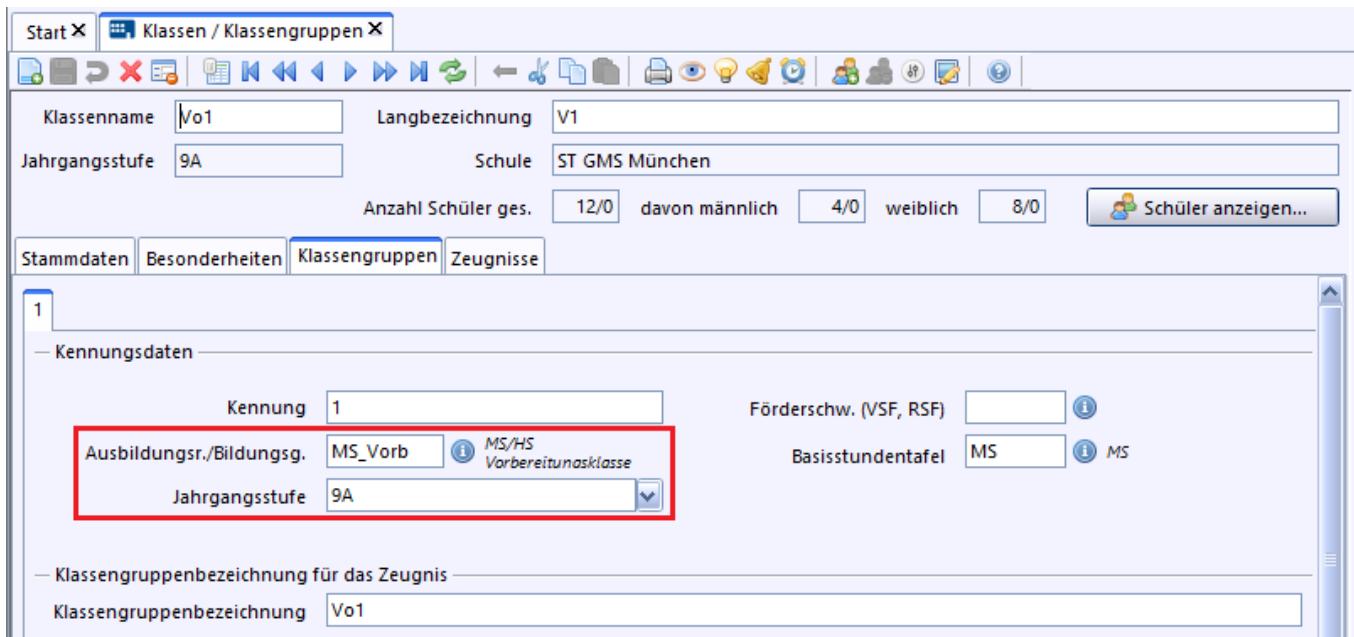 Start Klassen / Klassengruppen
Klassenname Vo1 Langbezeichnung V1
Jahrgangsstufe 9A Schule ST GMS München
Anzahl Schüler ges. 12/0 davon männlich 4/0 weiblich 8/0 Schüler anzeigen...
Stammdaten Besonderheiten Klassengruppen Zeugnisse
1
Kennungsdaten
Kennung 1 Förderschw. (VSF, RSF)
Ausbildungsr./Bildungsg. MS_Vorb MS/HS Vorbereitungsklasse Basisstundentafel MS MS
Jahrgangsstufe 9A
Klassengruppenbezeichnung für das Zeugnis
Klassengruppenbezeichnung Vo1